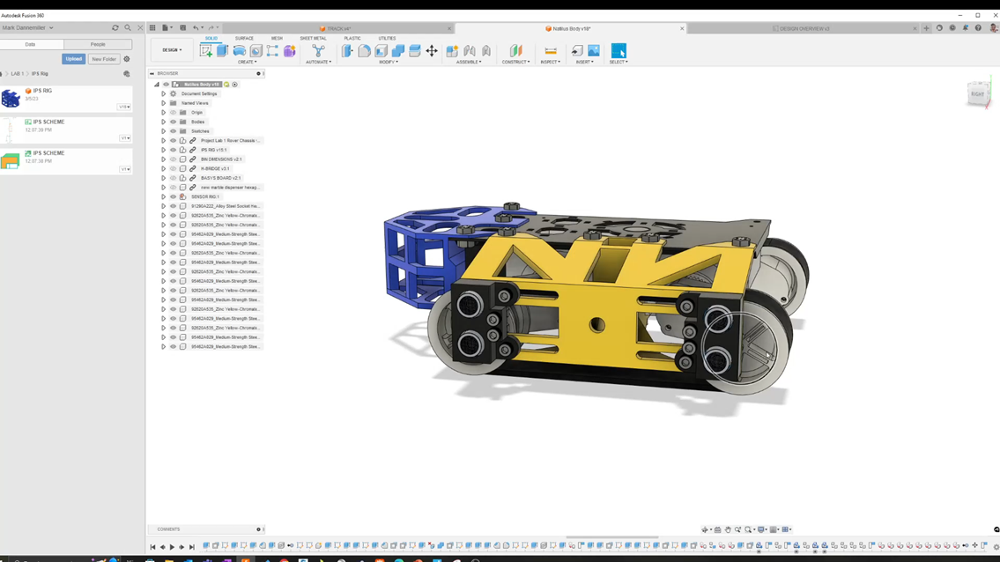 Autodesk Fusion 360
Mark Dannemiller
TRACK v4*
Natilius Body v18*
DESIGN OVERVIEW v3
Data
People
DESIGN
SOLID
SURFACE
MESH
SHEET METAL
PLASTIC
UTILITIES
Upload
New Folder
CREATE
AUTOMATE
MODIFY
ASSEMBLE
CONSTRUCT
INSPECT
INSERT
SELECT
LAB 1 > IPS Rig
BROWSER
IPS RIG
3/5/23
IPS SCHEME
12:07:39 PM
V1
IPS SCHEME
12:07:38 PM
V1
Natilius Body v18
Document Settings
Named Views
Origin
Bodies
Sketches
Project Lab 1 Rover Chassis -...
IPS RIG v18:1
BW DIMENSIONS v2:1
H-BRIDGE v3:1
BASYS BOARD v2:1
new marble dispenser hexag...
SENSOR RIG:1
91280A222_Alloy Steel Socket He...
92620A535_Zinc Yellow-Chromate...
92620A535_Zinc Yellow-Chromate...
95462A029_Medium-Strength Stee...
95462A029_Medium-Strength Stee...
95462A029_Medium-Strength Stee...
92620A535_Zinc Yellow-Chromate...
95462A029_Medium-Strength Stee...
92620A535_Zinc Yellow-Chromate...
92620A535_Zinc Yellow-Chromate...
95462A029_Medium-Strength Stee...
92620A535_Zinc Yellow-Chromate...
92620A535_Zinc Yellow-Chromate...
95462A029_Medium-Strength Stee...
95462A029_Medium-Strength Stee...
RIGHT
COMMENTS